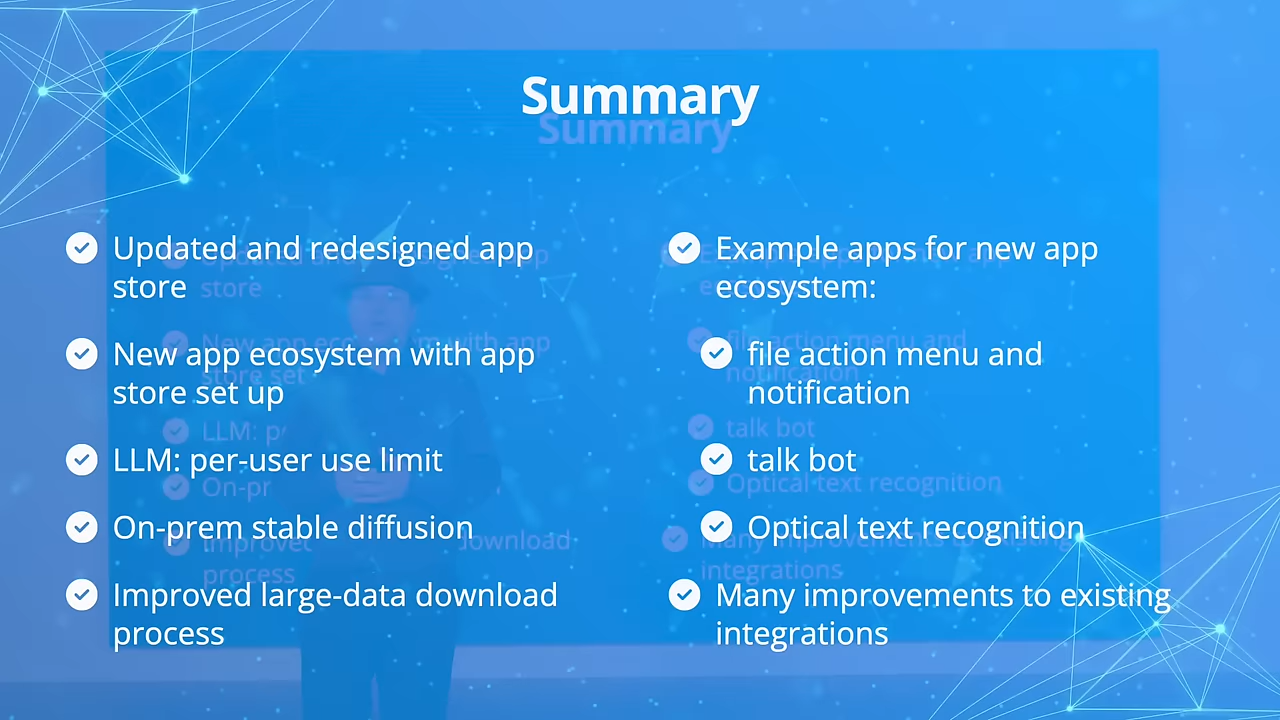 Summary
Updated and redesigned app
store
New app ecosystem with app
store set up
LLM: per-user use limit
On-prem stable diffusion
Improved large-data download
process
Example apps for new app
ecosystem:
file action menu and
notification
talk bot
Optical text recognition
Many improvements to existing
integrations